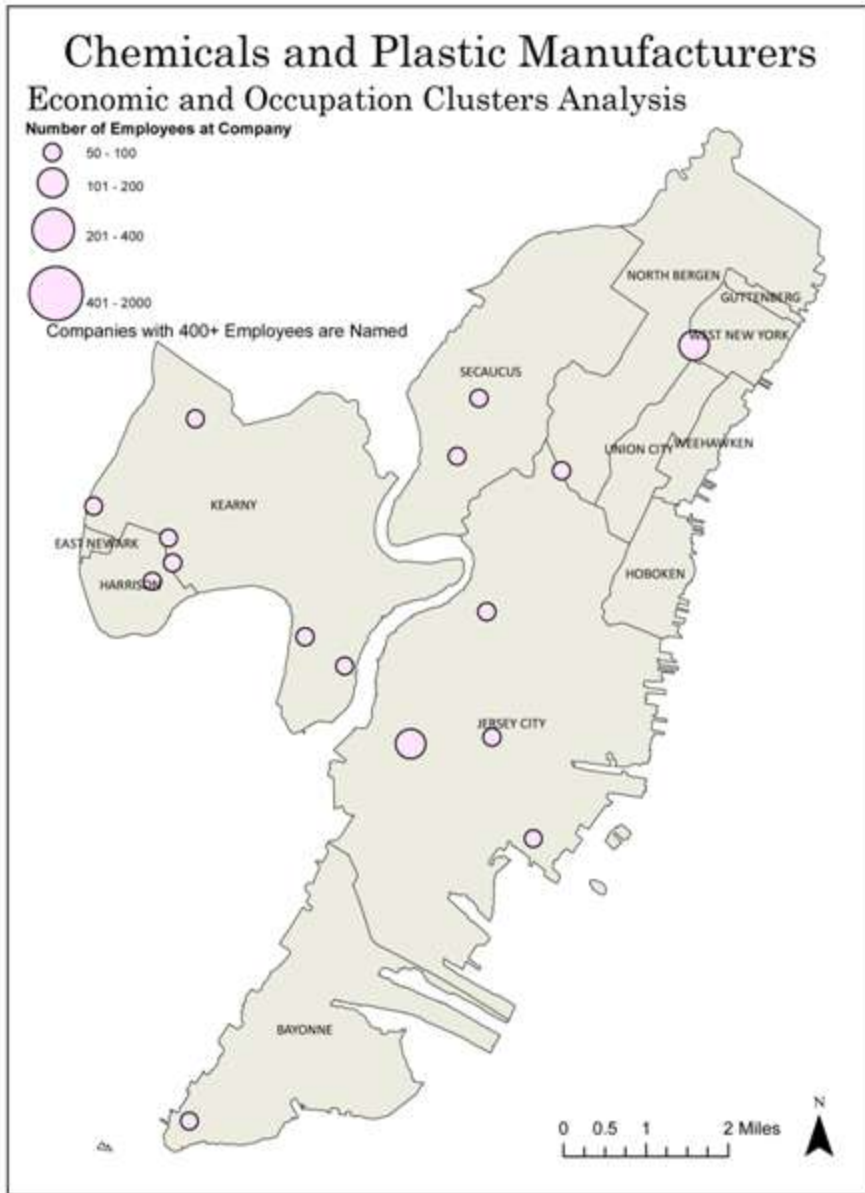 Chemicals and Plastic Manufacturers
Economic and Occupation Clusters Analysis
Number of Employees at Company
50 - 100
101 - 200
201 - 400
401 - 2000
Companies with 400+ Employees are Named
NORTH BERGEN
GUTTENBERG
WEST NEW YORK
SECAUCUS
UNION CITY
WEEHAWKEN
KEARNY
EAST NEWARK
HARRISON
HOBOKEN
JERSEY CITY
BAYONNE
N
0 0.5 1 2 Miles